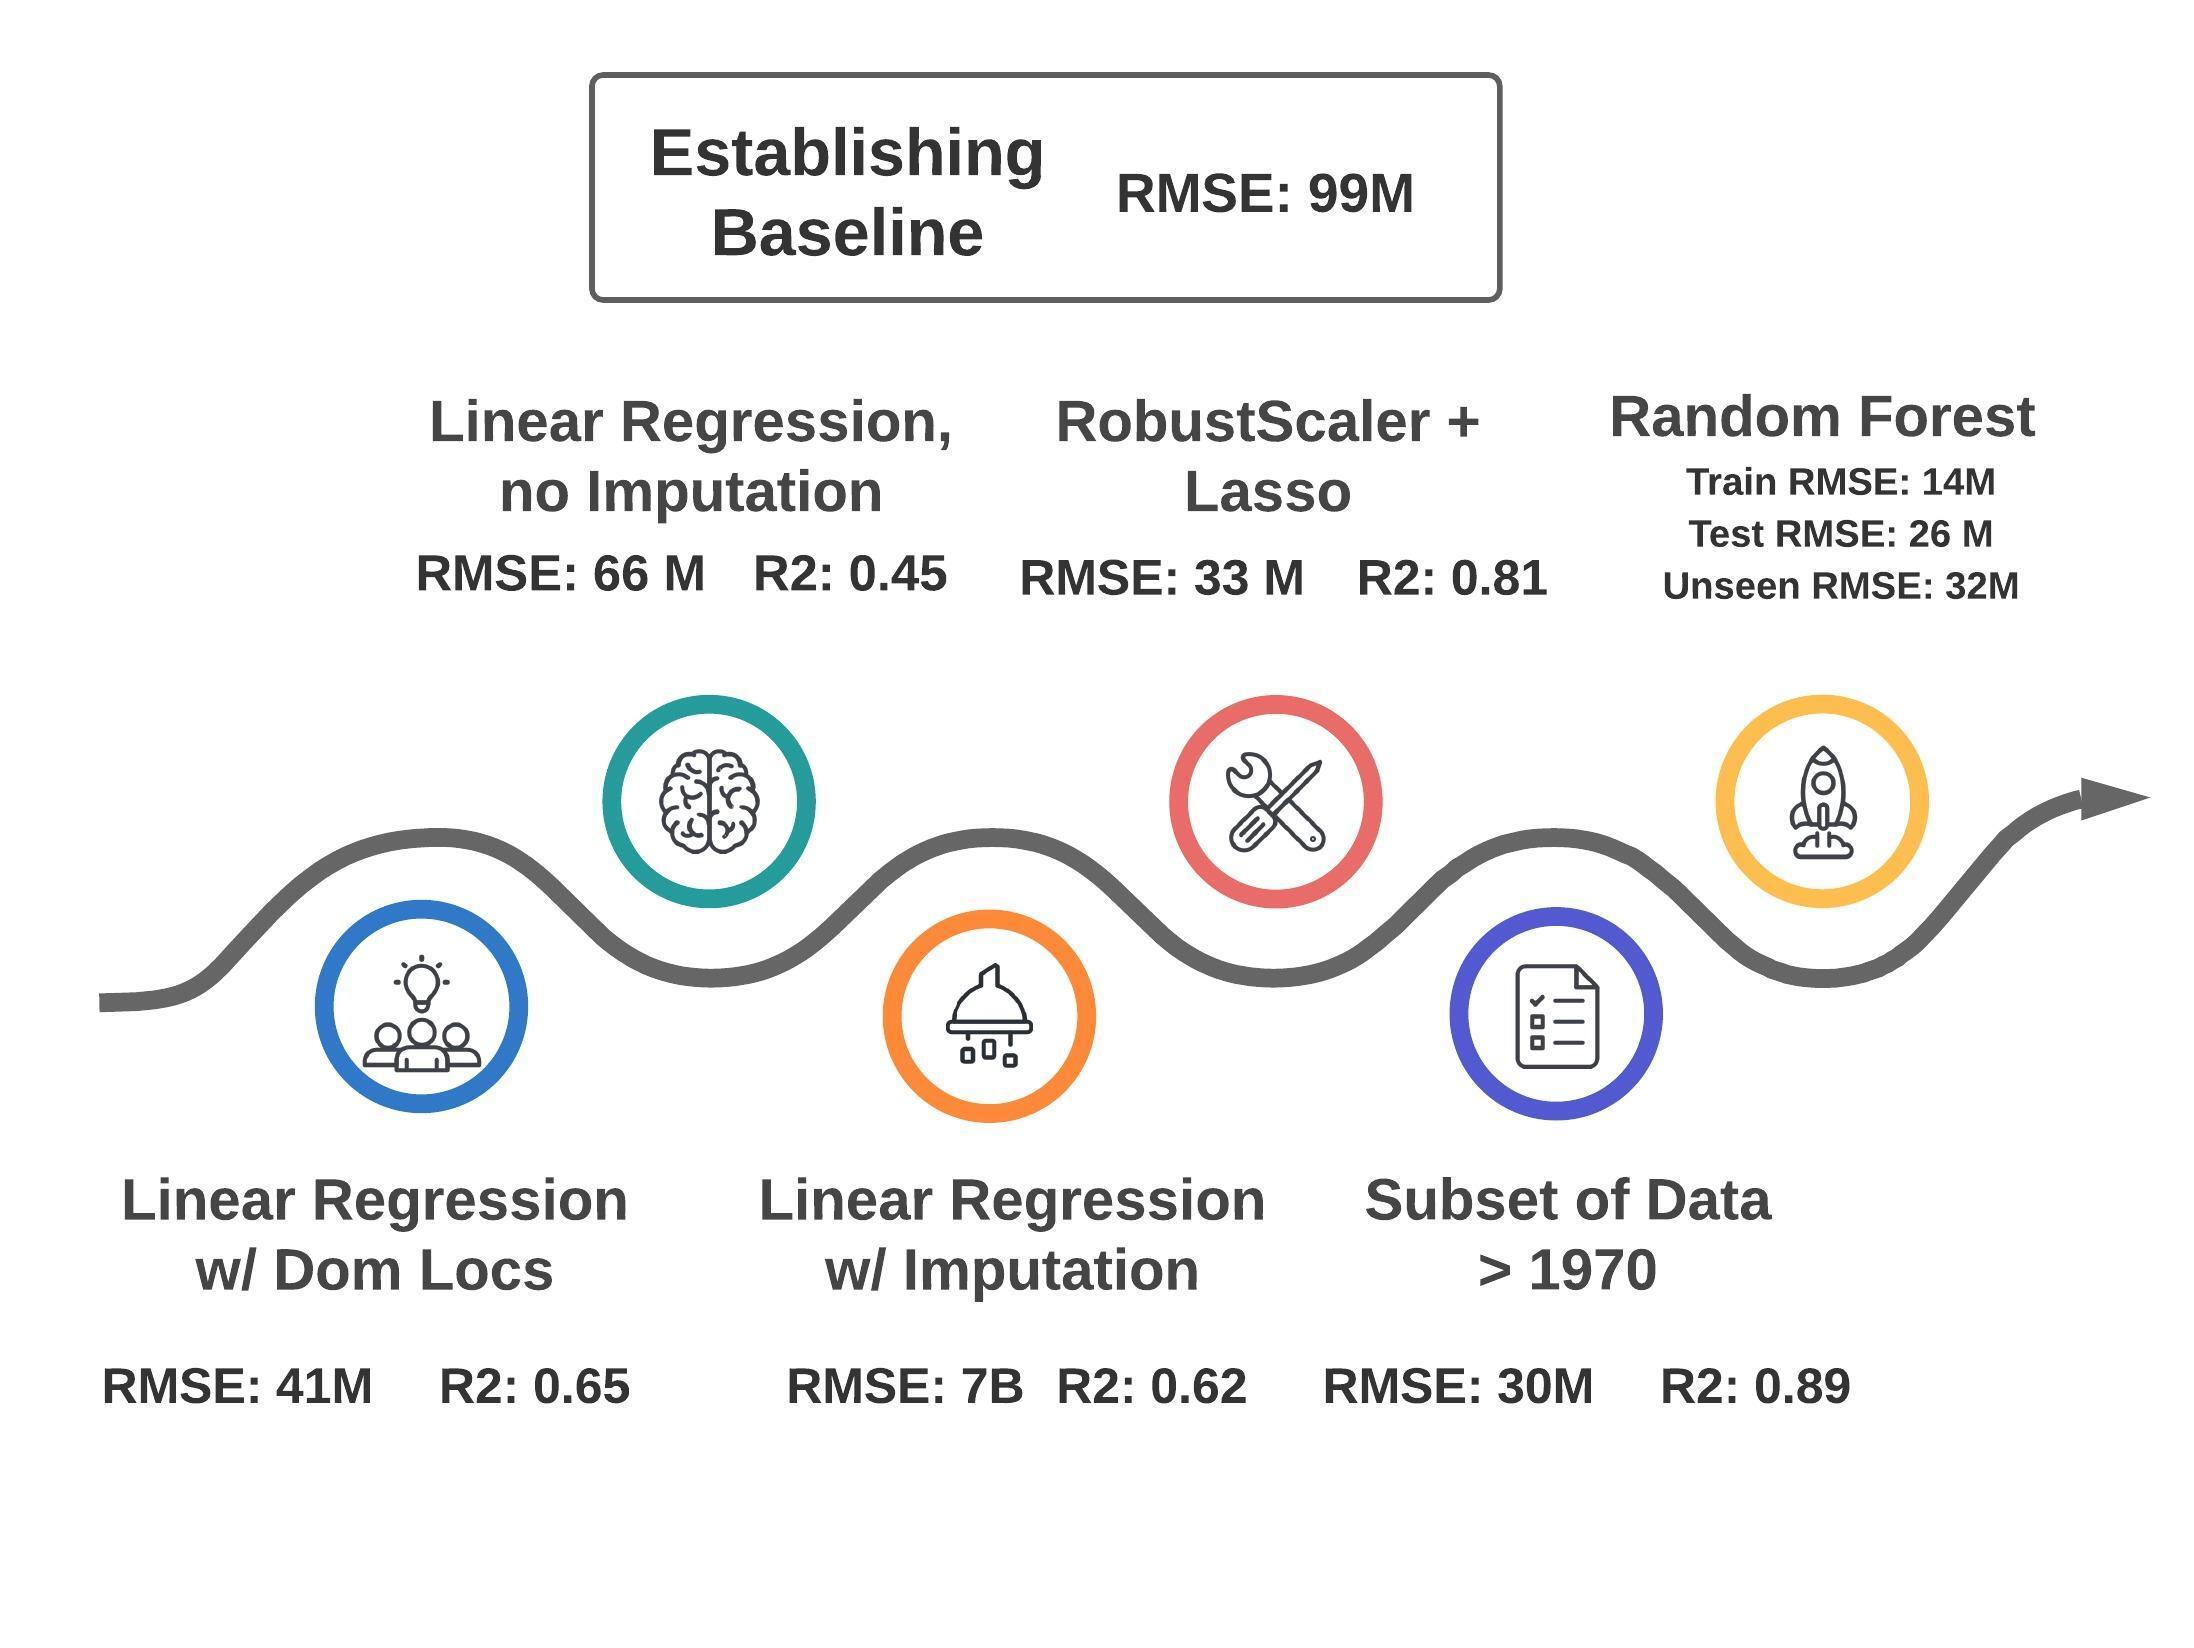 Establishing
Baseline
RMSE: 99M
Linear Regression,
no Imputation
RMSE: 66 M R2: 0.45
RobustScaler +
Lasso
RMSE: 33 M R2: 0.81
Random Forest
Train RMSE: 14M
Test RMSE: 26 M
Unseen RMSE: 32M
Linear Regression
w/ Dom Locs
RMSE: 41M R2: 0.65
Linear Regression
w/ Imputation
RMSE: 7B R2: 0.62
Subset of Data
> 1970
RMSE: 30M R2: 0.89